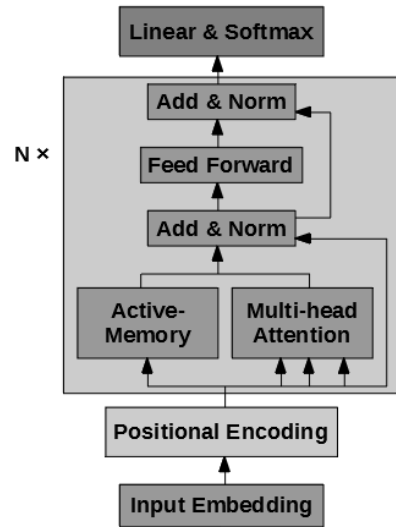 Linear & Softmax
Add & Norm
N ×
Feed Forward
Add & Norm
Active-
Memory
Multi-head
Attention
Positional Encoding
Input Embedding